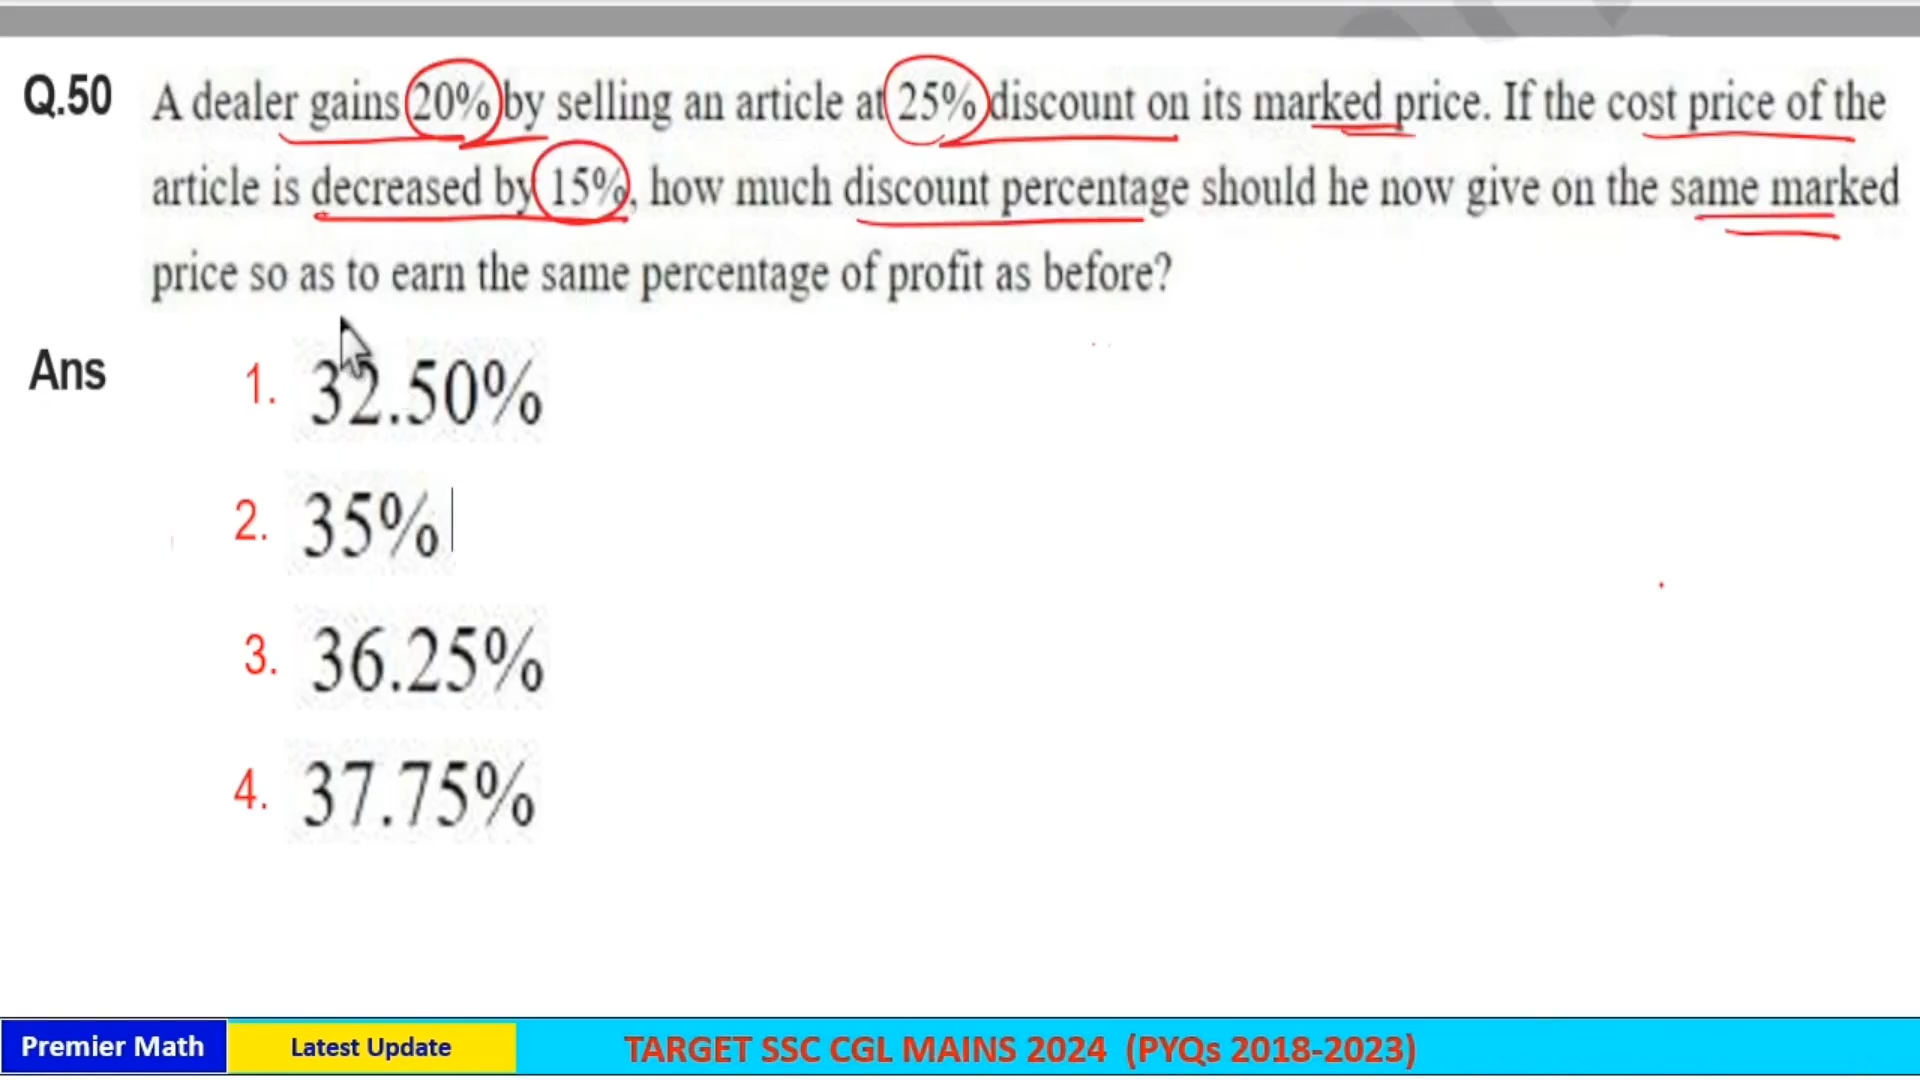 Q.50 A dealer gains 20% by selling an article at 25% discount on its marked price. If the cost price of the
article is decreased by 15%, how much discount percentage should he now give on the same marked
price so as to earn the same percentage of profit as before?
Ans 1. 32.50%
2. 35%
3. 36.25%
4. 37.75%
Premier Math Latest Update TARGET SSC CGL MAINS 2024 (PYQs 2018-2023)